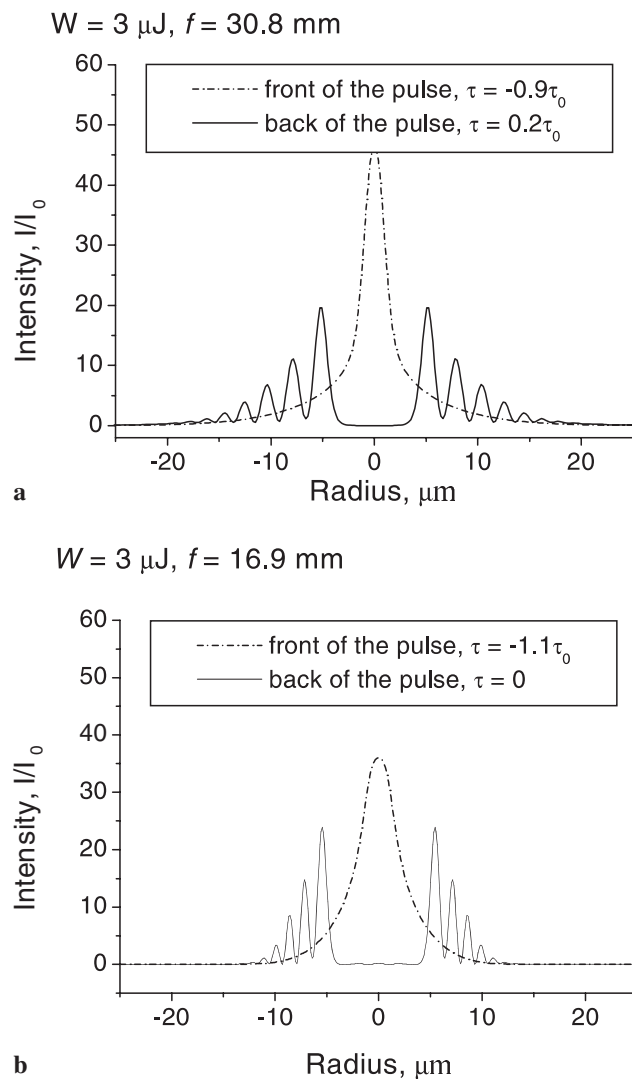 W = 3 μJ, f = 30.8 mm
60
50
40
30
20
10
0
front of the pulse, τ = -0.9τ₀
back of the pulse, τ = 0.2τ₀
Intensity, I/I₀
-20 -10 0 10 20
Radius, μm
a
W = 3 μJ, f = 16.9 mm
60
50
40
30
20
10
0
front of the pulse, τ = -1.1τ₀
back of the pulse, τ = 0
Intensity, I/I₀
-20 -10 0 10 20
Radius, μm
b